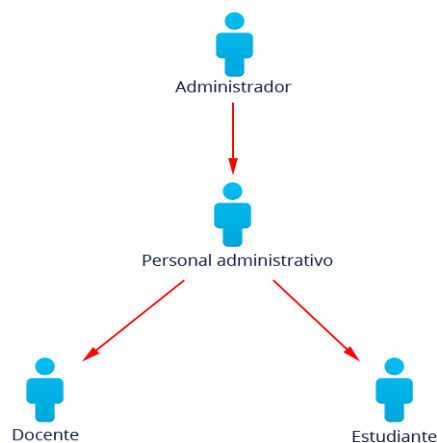 Administrador
Personal administrativo
Docente
Estudiante